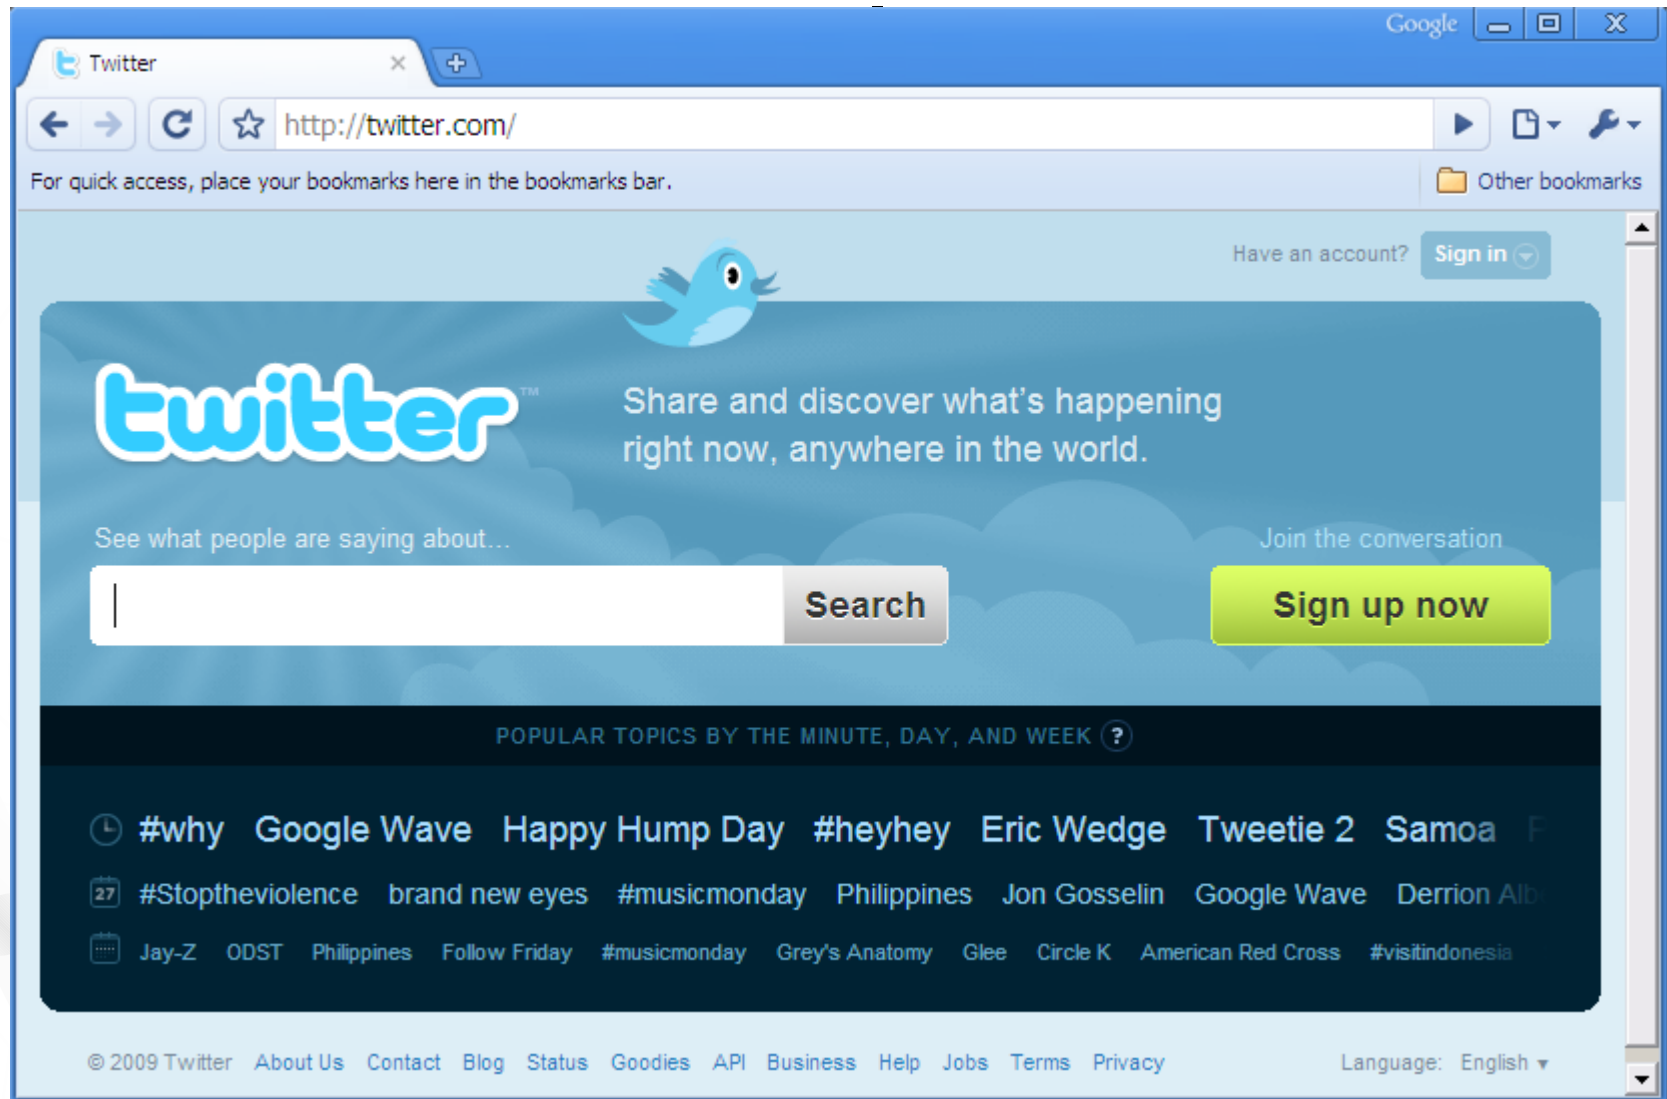 Google
Twitter
http://twitter.com/
For quick access, place your bookmarks here in the bookmarks bar. Other bookmarks
Have an account? Sign in
twitter™ Share and discover what's happening
right now, anywhere in the world.
See what people are saying about... Join the conversation
Search Sign up now
POPULAR TOPICS BY THE MINUTE, DAY, AND WEEK ?
#why Google Wave Happy Hump Day #heyhey Eric Wedge Tweetie 2 Samoa
27 #Stoptheviolence brand new eyes #musicmonday Philippines Jon Gosselin Google Wave Derrion
Jay-Z ODST Philippines Follow Friday #musicmonday Grey's Anatomy Glee Circle K American Red Cross #visitindonesia
© 2009 Twitter About Us Contact Blog Status Goodies API Business Help Jobs Terms Privacy Language: English